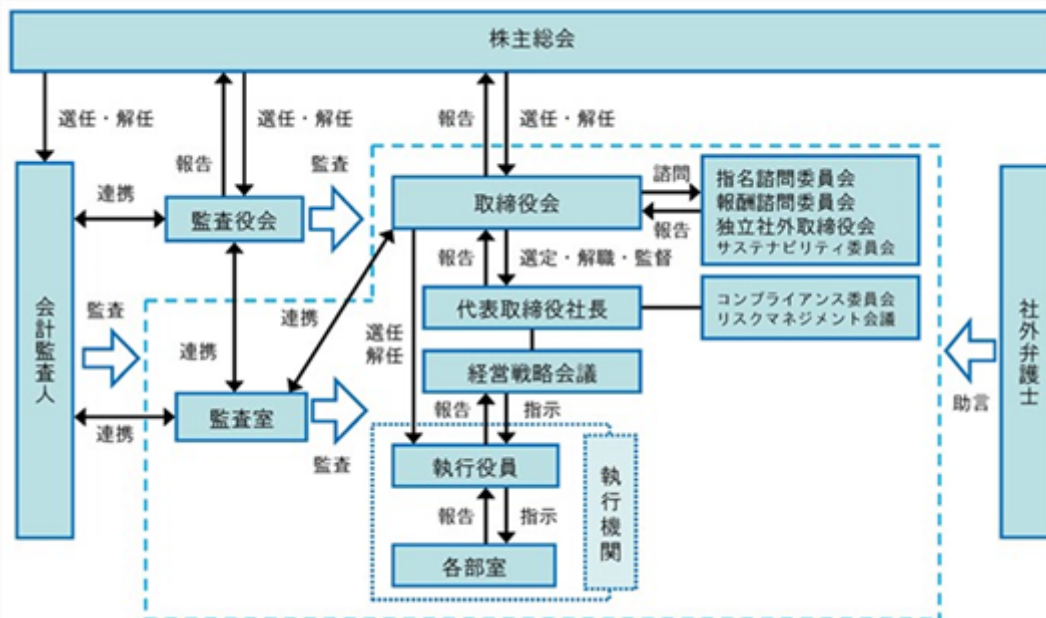 株主総会
選任・解任
選任・解任
報告
選任・解任
報告
監査
諮問
連携
監査役会
取締役会
指名諮問委員会
報酬諮問委員会
独立社外取締役会
サステナビリティ委員会
報告
報告
選定・解職・監督
会計監査人
監査
連携
連携
選任
解任
代表取締役社長
コンプライアンス委員会
リスクマネジメント会議
社外弁護士
経営戦略会議
助言
報告
指示
監査室
連携
監査
執行役員
執行機関
報告
指示
各部室